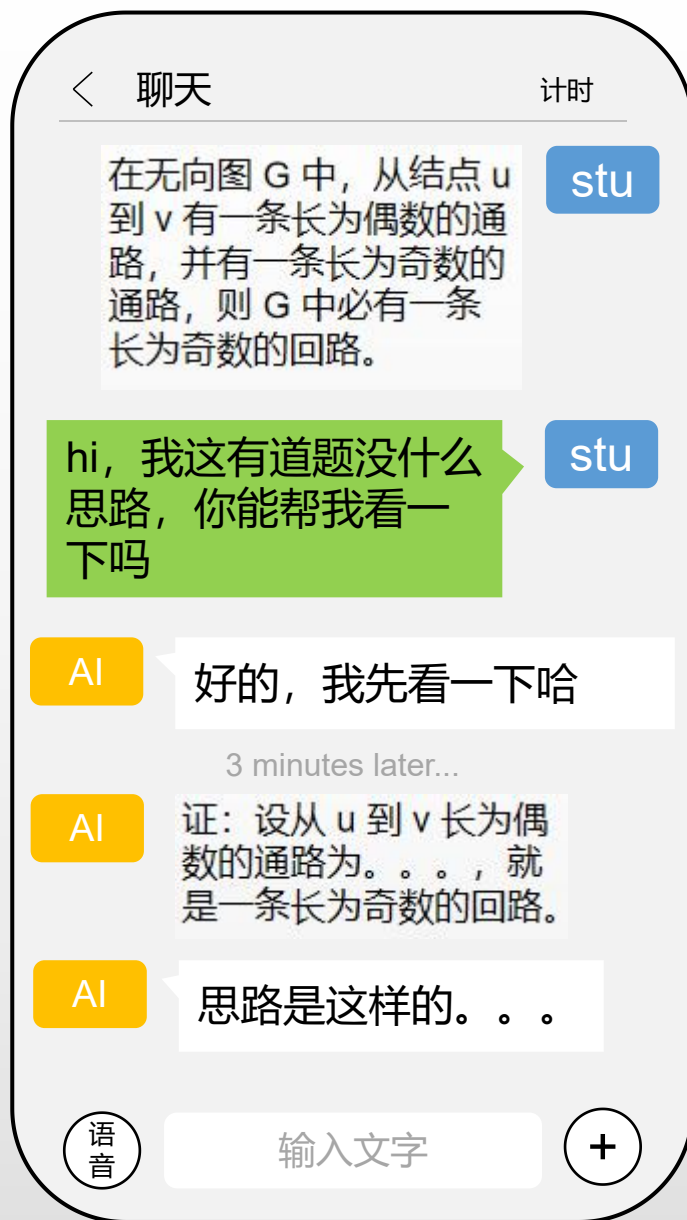 聊天
计时
在无向图 G 中，从结点 u
到 v 有一条长为偶数的通
路，并有一条长为奇数的
通路，则 G 中必有一条
长为奇数的回路。
stu
hi，我这有道题没什么
思路，你能帮我看一
下吗
stu
AI
好的，我先看一下哈
3 minutes later...
AI
证：设从 u 到 v 长为偶
数的通路为。。。，就
是一条长为奇数的回路。
AI
思路是这样的。。。
语
音
输入文字
+